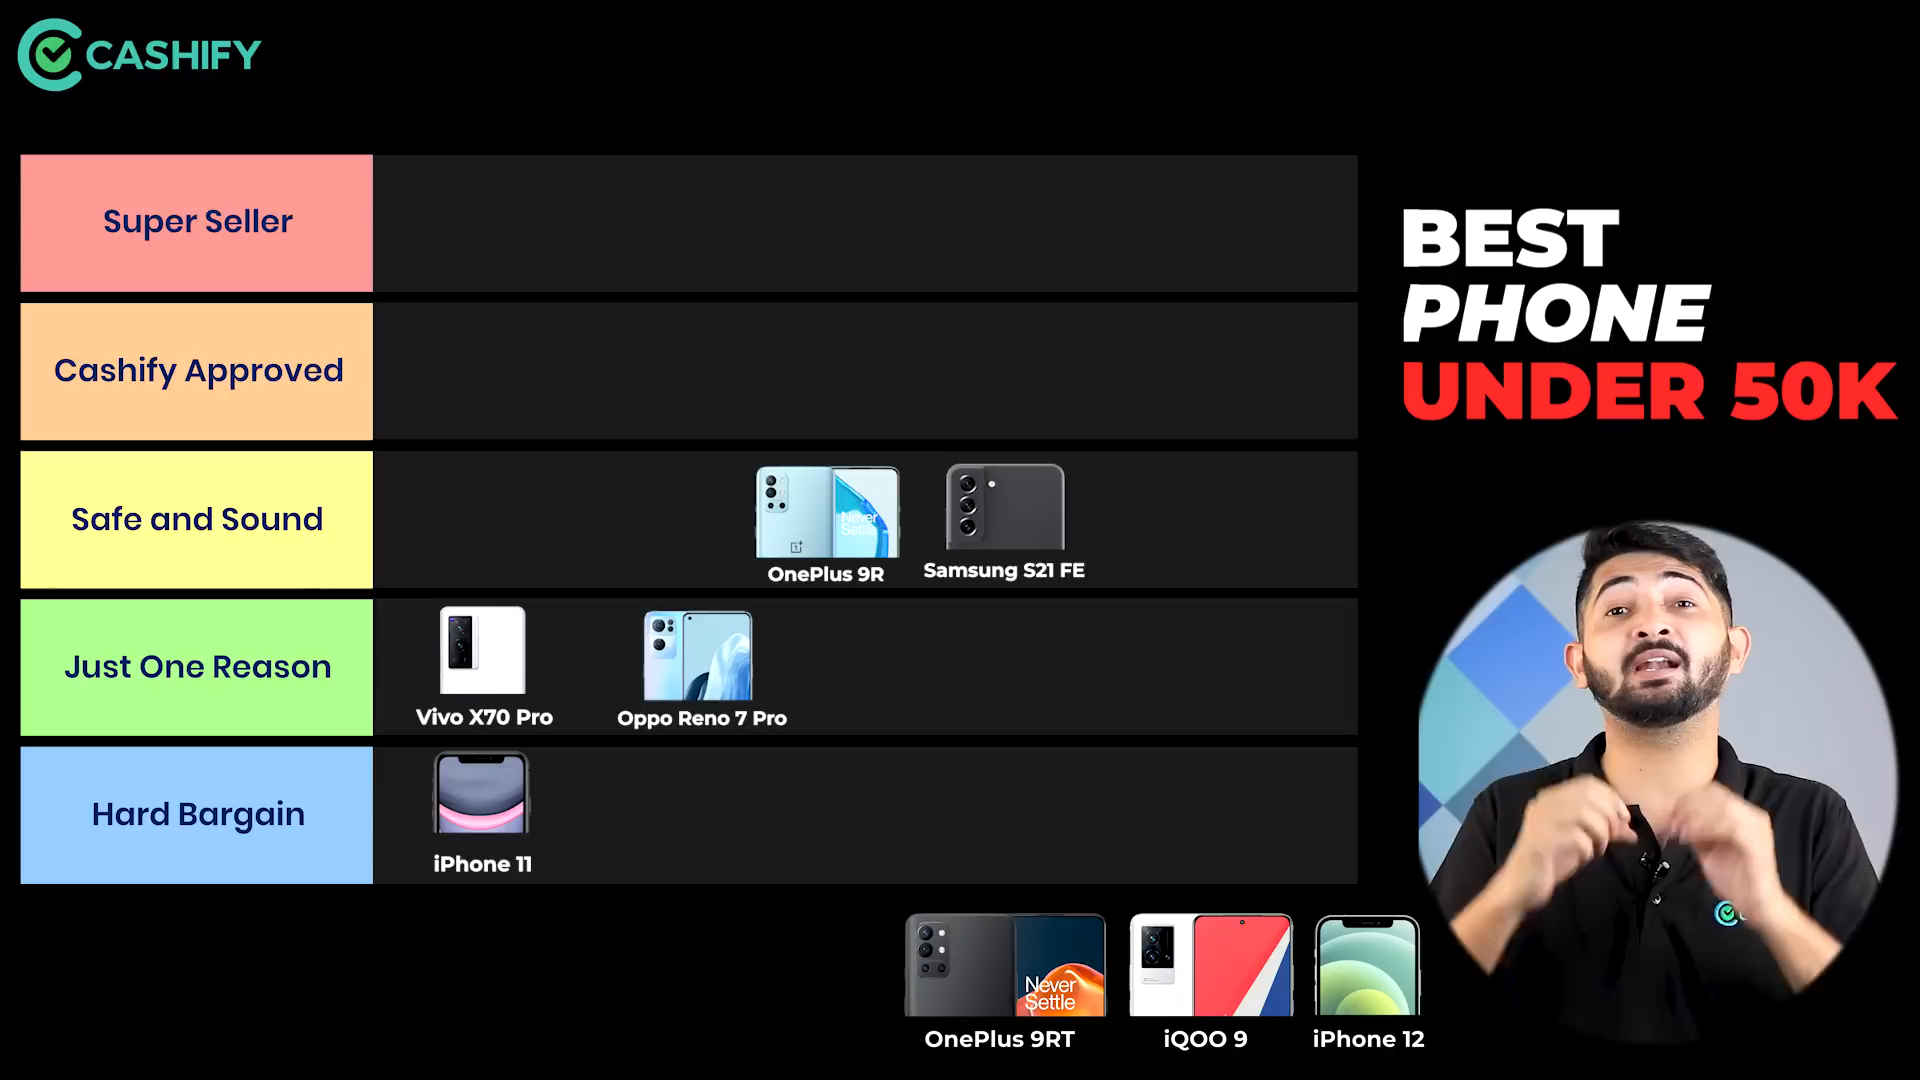 CASHIFY
Super Seller
Cashify Approved
Safe and Sound
Just One Reason
Hard Bargain
Never
Settle
OnePlus 9R
Samsung S21 FE
Vivo X70 Pro
Oppo Reno 7 Pro
iPhone 11
Never
Settle
OnePlus 9RT
iQOO 9
iPhone 12
BEST
PHONE
UNDER 50K